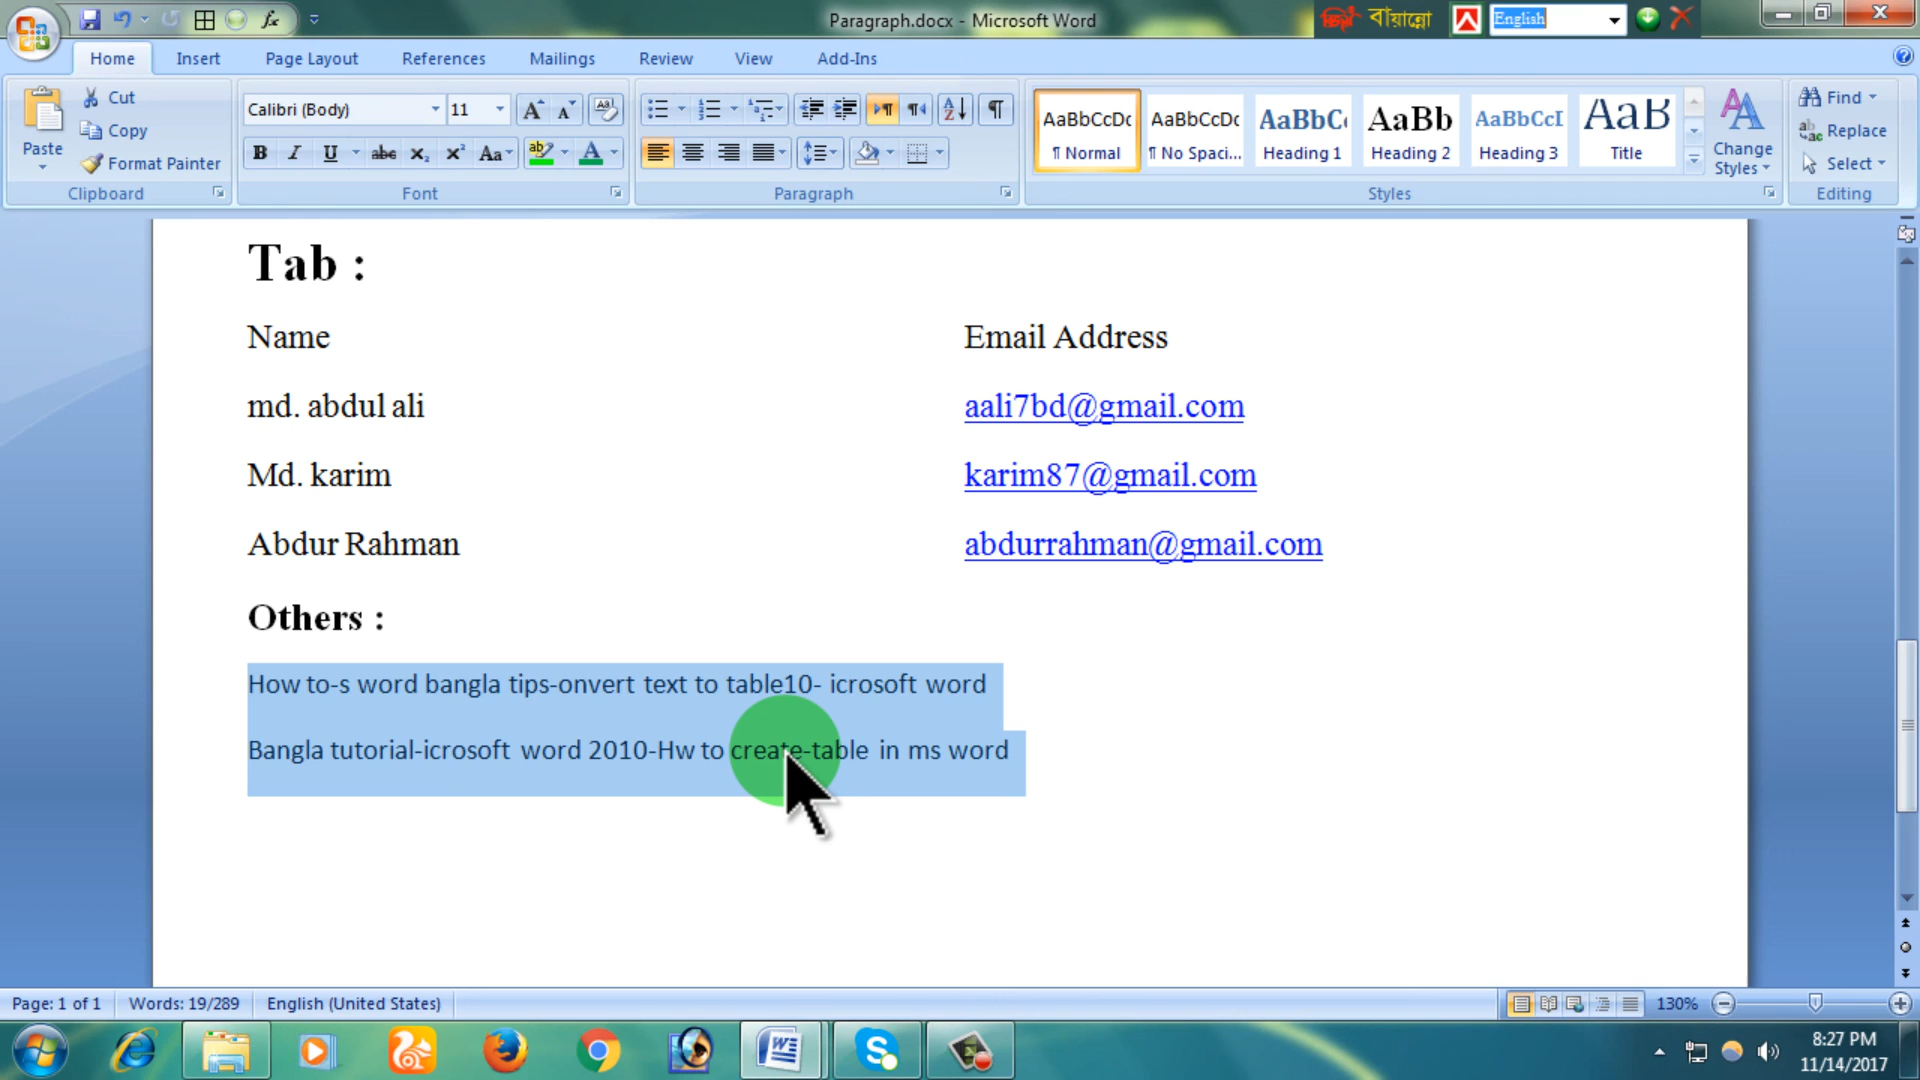 Paragraph.docx - Microsoft Word
বায়ান্নো
English
Home Insert Page Layout References Mailings Review View Add-Ins
Paste
Cut
Copy
Format Painter
Clipboard
Calibri (Body) 11
Font
Paragraph
AaBbCcDc AaBbCcDc AaBbC AaBb AaBbCcI AaB
¶ Normal ¶ No Spaci... Heading 1 Heading 2 Heading 3 Title
Change Styles
Styles
Find
Replace
Select
Editing
Tab :
Name Email Address
md. abdul ali aali7bd@gmail.com
Md. karim karim87@gmail.com
Abdur Rahman abdurrahman@gmail.com
Others :
How to-s word bangla tips-onvert text to table10- icrosoft word
Bangla tutorial-icrosoft word 2010-Hw to create-table in ms word
Page: 1 of 1 Words: 19/289 English (United States) 130%
8:27 PM
11/14/2017